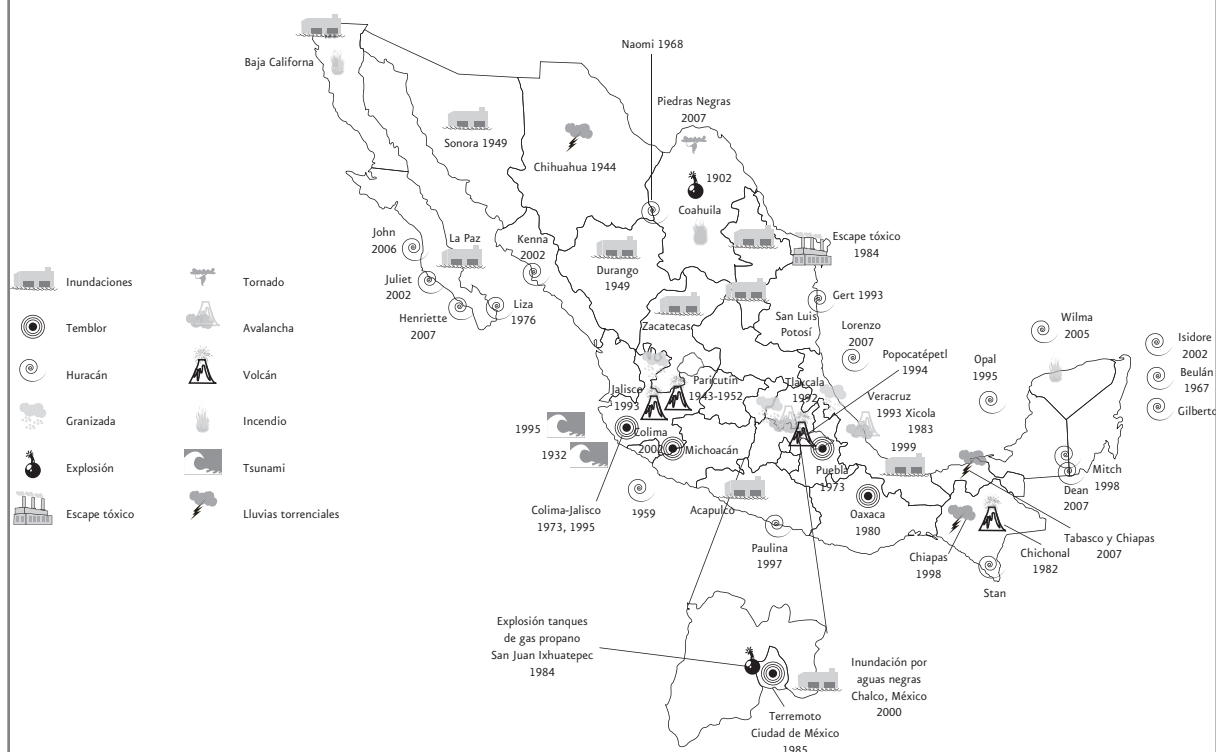 Naomi 1968
Baja Californa
Piedras Negras
2007
Sonora 1949
Chihuahua 1944
1902
Coahuila
John
2006
La Paz
Kenna
2002
Durango
1949
Escape tóxico
1984
Juliet
2002
Henriette
2007
Liza
1976
Zacatecas
San Luis
Potosí
Gert 1993
Lorenzo
2007
Popocatépetl
1994
Wilma
2005
Opal
1995
Isidore
2002
Beulán
1967
Gilberto
Inundaciones
Tornado
Temblor
Avalancha
Huracán
Volcán
Granizada
Incendio
Explosión
Tsunami
Escape tóxico
Lluvias torrenciales
Jalisco
1993
Paricutín
1943-1952
Tlaxcala
1992
Veracruz
1993 Xicola
1983
1999
1995
1932
Colima
2002
Michoacán
Puebla
1973
Colima-Jalisco
1973, 1995
1959
Acapulco
Paulina
1997
Oaxaca
1980
Chiapas
1998
Chichonal
1982
Tabasco y Chiapas
2007
Mitch
1998
Dean
2007
Stan
Explosión tanques
de gas propano
San Juan Ixhuatepec
1984
Inundación por
aguas negras
Chalco, México
2000
Terremoto
Ciudad de México
1985